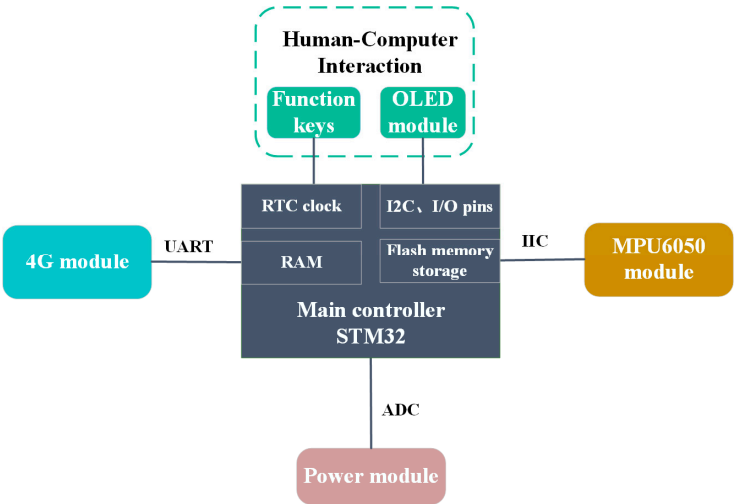 Human-Computer
Interaction
Function
keys
OLED
module
RTC clock
I2C、I/O pins
4G module
UART
RAM
Flash memory
storage
IIC
MPU6050
module
Main controller
STM32
ADC
Power module